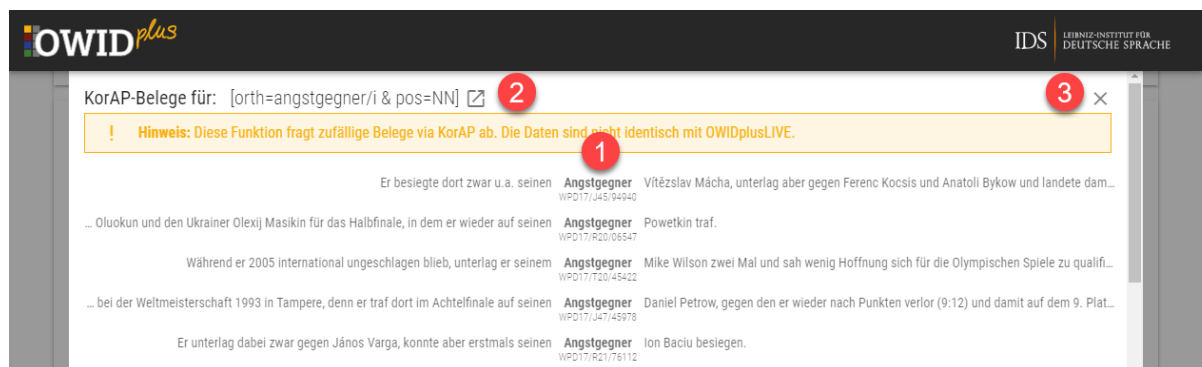 OWIDplus
IDS LEIBNIZ-INSTITUT FÜR
DEUTSCHE SPRACHE
KorAP-Belege für: [orth=angstgegner/i & pos=NN] 2 3
! Hinweis: Diese Funktion fragt zufällige Belege via KorAP ab. Die Daten sind nicht identisch mit OWIDplusLIVE.
1
Er besiegte dort zwar u.a. seinen Angstgegner Vítězslav Mácha, unterlag aber gegen Ferenc Kocsis und Anatoli Bykow und landete dam...
WPD17/J45/94940
... Oluokun und den Ukrainer Olexij Masikin für das Halbfinale, in dem er wieder auf seinen Angstgegner Powetkin traf.
WPD17/R20/06547
Während er 2005 international ungeschlagen blieb, unterlag er seinem Angstgegner Mike Wilson zwei Mal und sah wenig Hoffnung sich für die Olympischen Spiele zu qualifi...
WPD17/T20/45422
... bei der Weltmeisterschaft 1993 in Tampere, denn er traf dort im Achtelfinale auf seinen Angstgegner Daniel Petrow, gegen den er wieder nach Punkten verlor (9:12) und damit auf dem 9. Plat...
WPD17/J47/45978
Er unterlag dabei zwar gegen János Varga, konnte aber erstmals seinen Angstgegner Ion Baciu besiegen.
WPD17/R21/76112